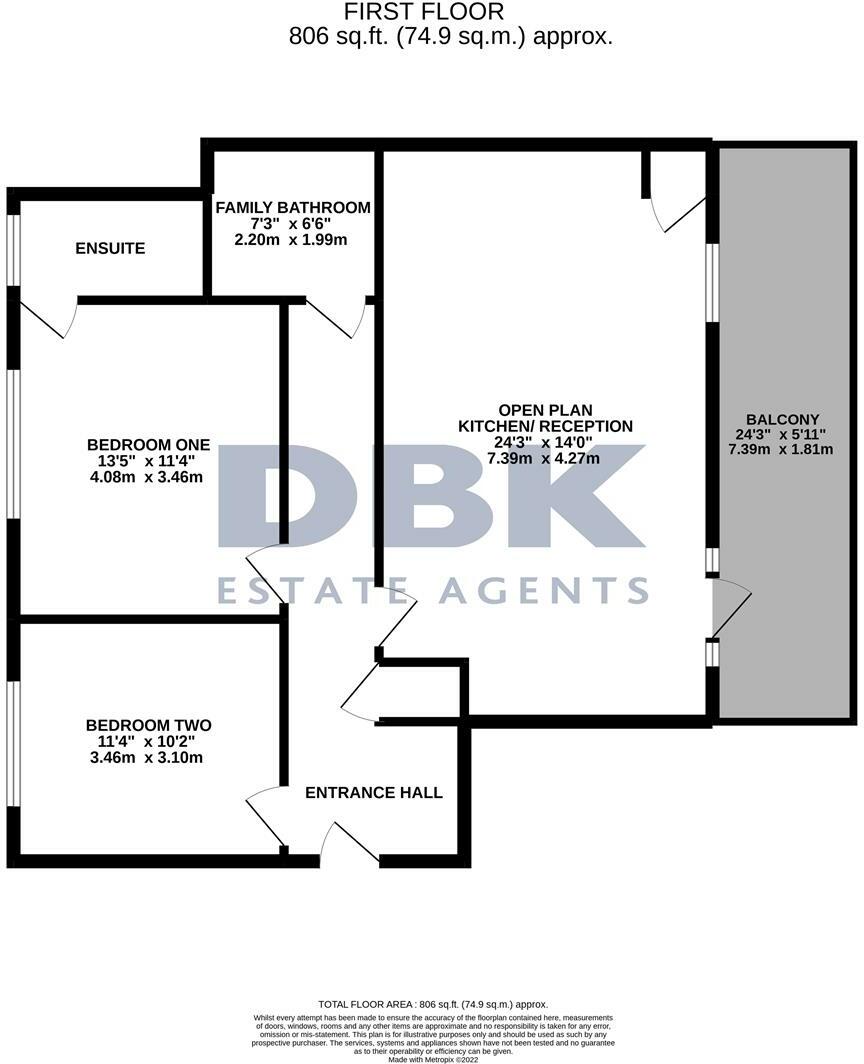 FIRST FLOOR
806 sq.ft. (74.9 sq.m.) approx.
FAMILY BATHROOM
7'3" x 6'6"
2.20m x 1.99m
ENSUITE
OPEN PLAN
KITCHEN/ RECEPTION
24'3" x 14'0"
7.39m x 4.27m
BALCONY
24'3" x 5'11"
7.39m x 1.81m
BEDROOM ONE
13'5" x 11'4"
4.08m x 3.46m
DBK
ESTATE AGENTS
BEDROOM TWO
11'4" x 10'2"
3.46m x 3.10m
ENTRANCE HALL
TOTAL FLOOR AREA : 806 sq.ft. (74.9 sq.m.) approx.
Whilst every attempt has been made to ensure the accuracy of the floorplan contained here, measurements
of doors, windows, rooms and any other items are approximate and no responsibility is taken for any error,
omission or mis-statement. This plan is for illustrative purposes only and should be used as such by any
prospective purchaser. The services, systems and appliances shown have not been tested and no guarantee
as to their operability or efficiency can be given.
Made with Metropix ©2022